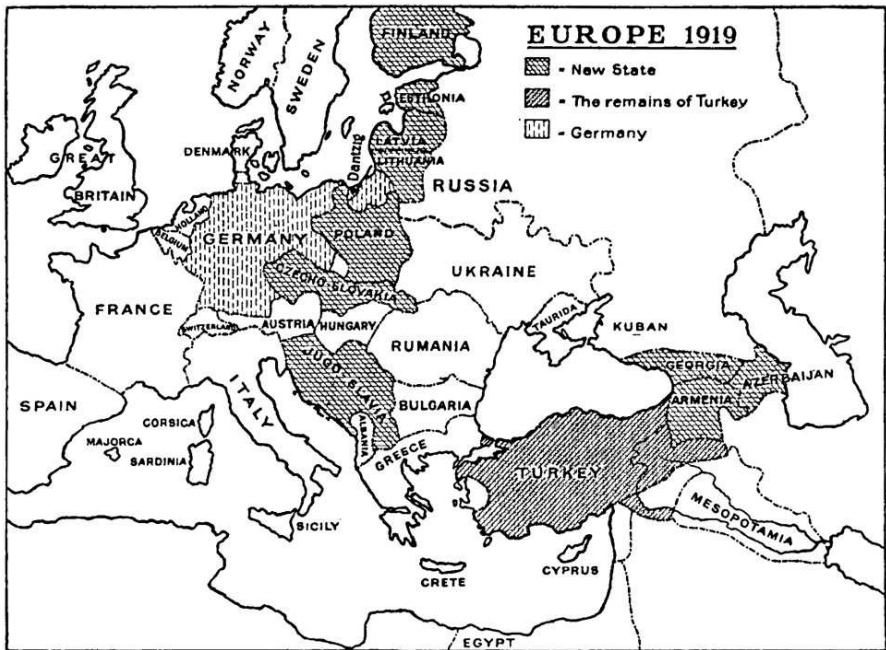 EUROPE 1919
- New State
- The remains of Turkey
- Germany
NORWAY
SWEDEN
FINLAND
ESTHONIA
LATVIA
LITHUANIA
Dantzig
RUSSIA
DENMARK
GREAT
BRITAIN
HOLLAND
BELGIUM
GERMANY
POLAND
UKRAINE
CZECHO-SLOVAKIA
FRANCE
SWITZERLAND
AUSTRIA
HUNGARY
RUMANIA
TAURIDA
KUBAN
GEORGIA
AZERBAIJAN
ARMENIA
JUGO-SLAVIA
ITALY
SPAIN
CORSICA
MAJORCA
SARDINIA
BULGARIA
ALBANIA
GREECE
TURKEY
MESOPOTAMIA
SICILY
CRETE
CYPRUS
EGYPT